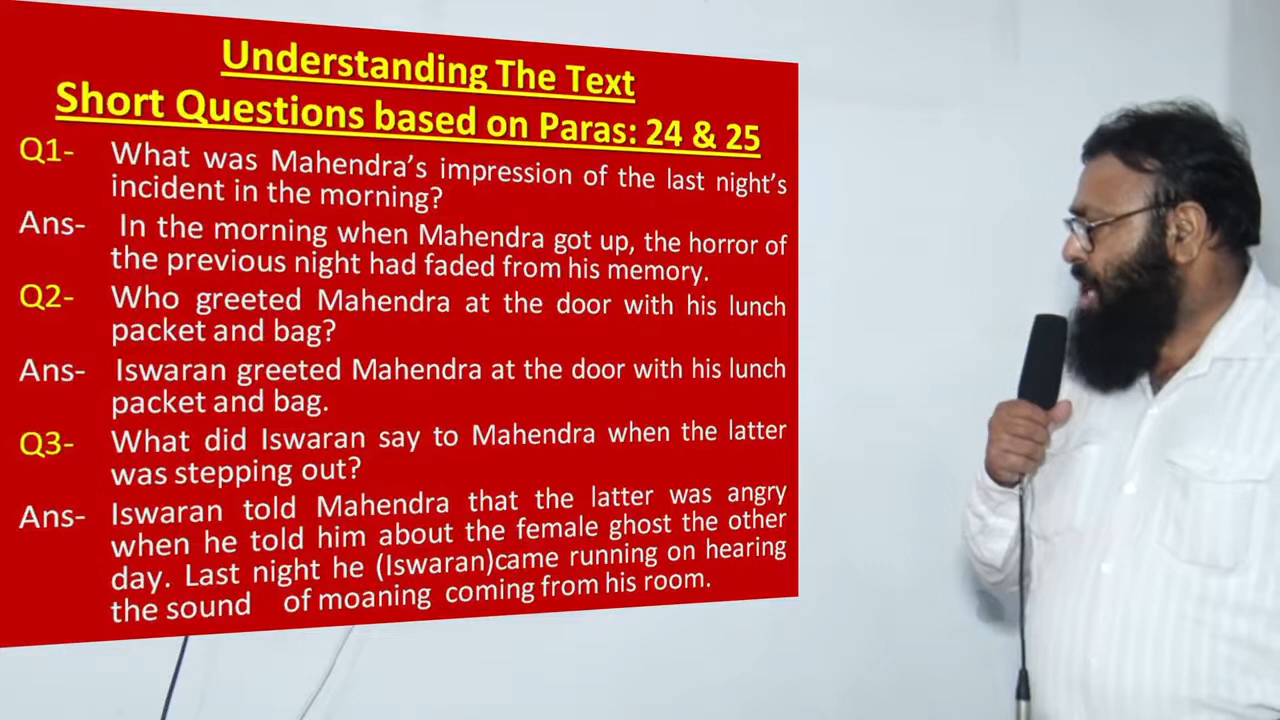 Understanding The Text
Short Questions based on Paras: 24 & 25
Q1- What was Mahendra's impression of the last night's
incident in the morning?
Ans- In the morning when Mahendra got up, the horror of
the previous night had faded from his memory.
Q2- Who greeted Mahendra at the door with his lunch
packet and bag?
Ans- Iswaran greeted Mahendra at the door with his lunch
packet and bag.
Q3- What did Iswaran say to Mahendra when the latter
was stepping out?
Ans- Iswaran told Mahendra that the latter was angry
when he told him about the female ghost the other
day. Last night he (Iswaran)came running on hearing
the sound of moaning coming from his room.